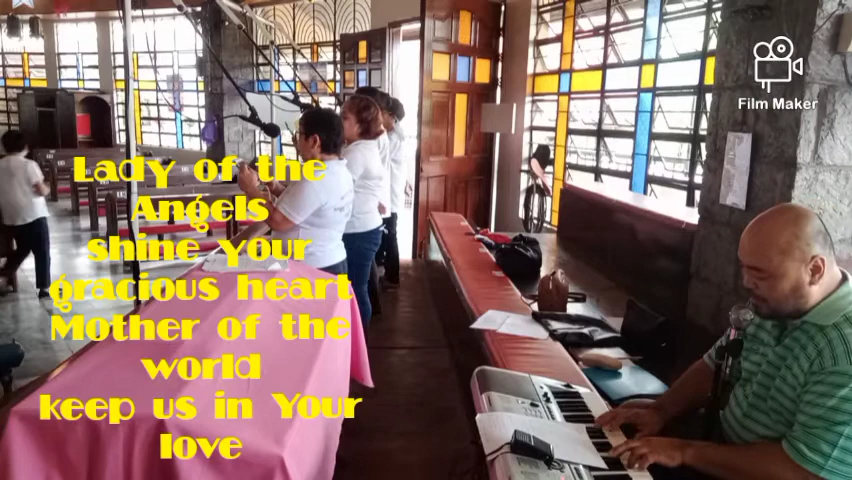 Film Maker
Lady of the
Angels
shine Your
gracious heart
Mother of the
world
keep us in Your
love